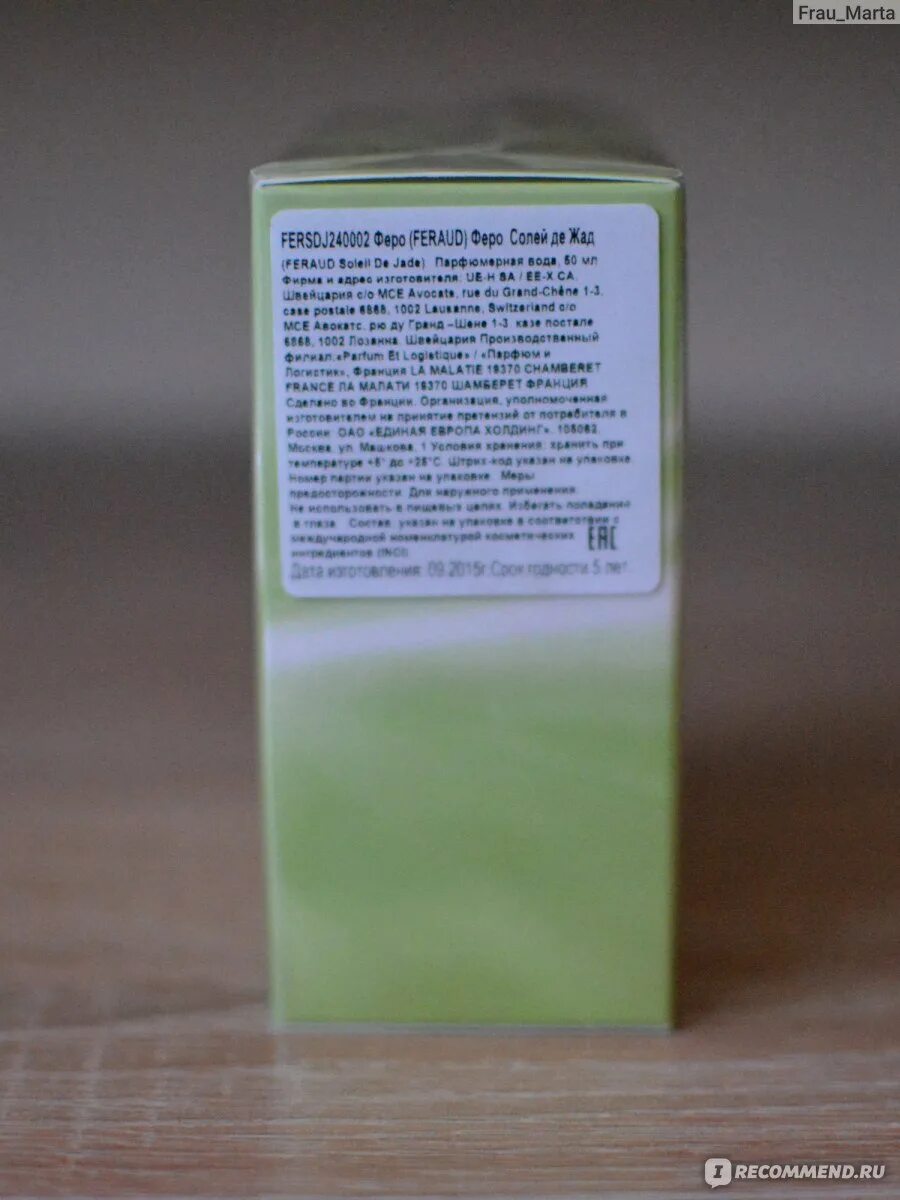 Frau_Marta
FERSDJ240002 Феро (FERAUD) Феро Солей де Жад
(FERAUD Soleil De Jade) Парфюмерная вода, 50 мл
Фирма и адрес изготовителя: UE-H SA / EE-X CA,
Швейцария c/o MCE Avocats, rue du Grand-Chêne 1-3,
case postale 6868, 1002 Lausanne, Switzerland c/o
МСЕ Авокатс, рю ду Гранд –Шене 1-3 казе постале
6868, 1002 Лозанна, Швейцария Производственный
филиал:«Parfum Et Logistique» / «Парфюм и
Логистик», Франция LA MALATIE 19370 CHAMBERET
FRANCE ЛА МАЛАТИ 19370 ШАМБЕРЕТ ФРАНЦИЯ
Сделано во Франции. Организация, уполномоченная
изготовителем на принятие претензий от потребителя в
России: ОАО «ЕДИНАЯ ЕВРОПА ХОЛДИНГ», 105062,
Москва, ул. Машкова, 1 Условия хранения: хранить при
температуре +5° до +25°С. Штрих-код указан на упаковке.
Номер партии указан на упаковке. Меры
предосторожности: Для наружного применения.
Не использовать в пищевых целях. Избегать попадания
в глаза. Состав: указан на упаковке в соответствии с
международной номенклатурой косметических
ингредиентов (INCI) EAC
Дата изготовления: 09.2015г. Срок годности 5 лет.
IRECOMMEND.RU